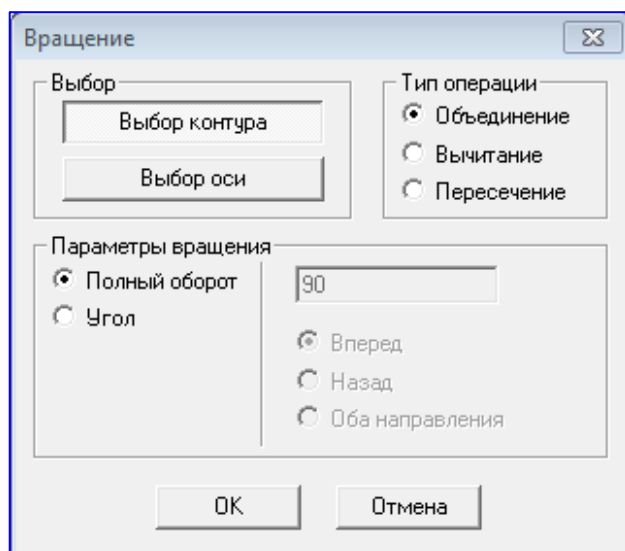 Вращение
Выбор
Выбор контура
Выбор оси
Тип операции
Объединение
Вычитание
Пересечение
Параметры вращения
Полный оборот
Угол
90
Вперед
Назад
Оба направления
OK
Отмена